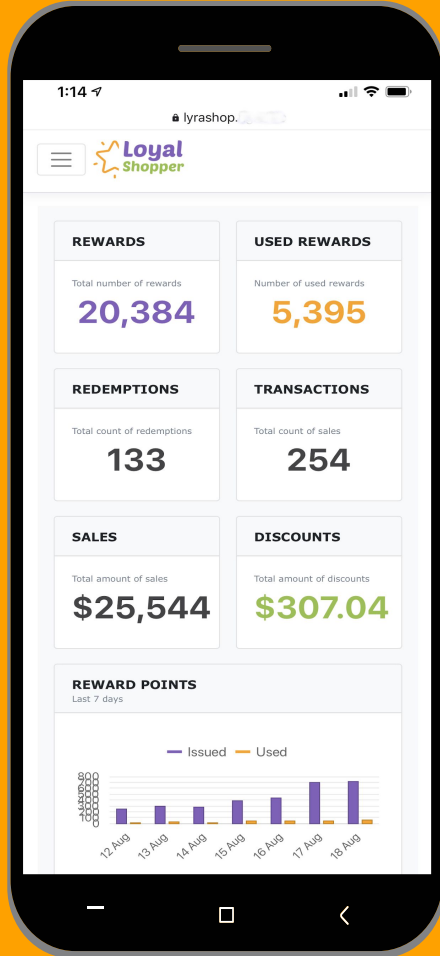 1:14
lyrashop.
Loyal
Shopper
REWARDS
Total number of rewards
20,384
USED REWARDS
Number of used rewards
5,395
REDEMPTIONS
Total count of redemptions
133
TRANSACTIONS
Total count of sales
254
SALES
Total amount of sales
$25,544
DISCOUNTS
Total amount of discounts
$307.04
REWARD POINTS
Last 7 days
Issued Used
800
700
600
500
400
300
200
100
0
12 Aug 13 Aug 14 Aug 15 Aug 16 Aug 17 Aug 18 Aug